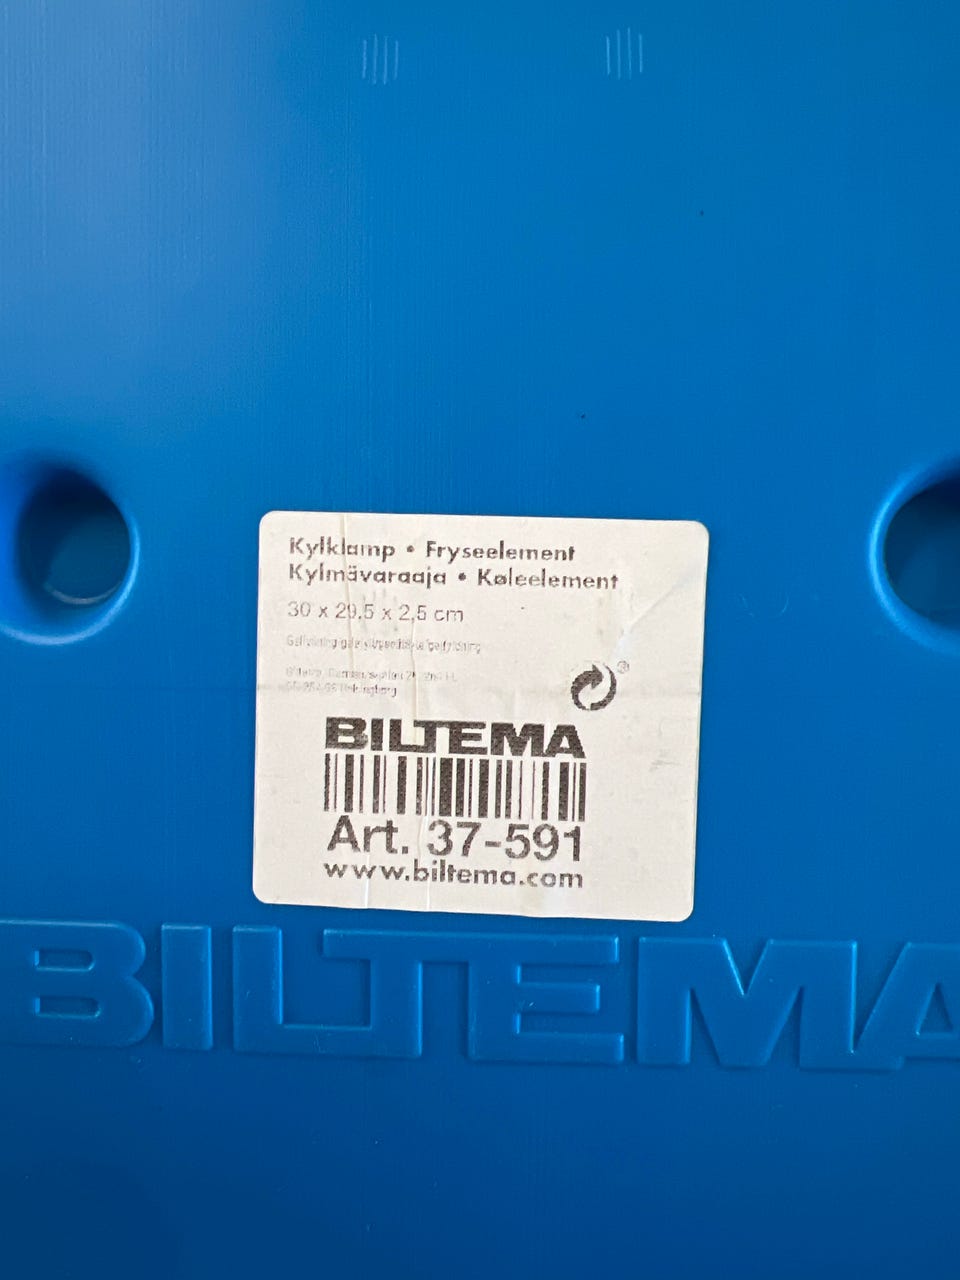 Kylklamp • Fryseelement
Kylmävaraaja • Køleelement
30 x 29,5 x 2,5 cm
®
BILTEMA
Art. 37-591
www.biltema.com
BILTEMA